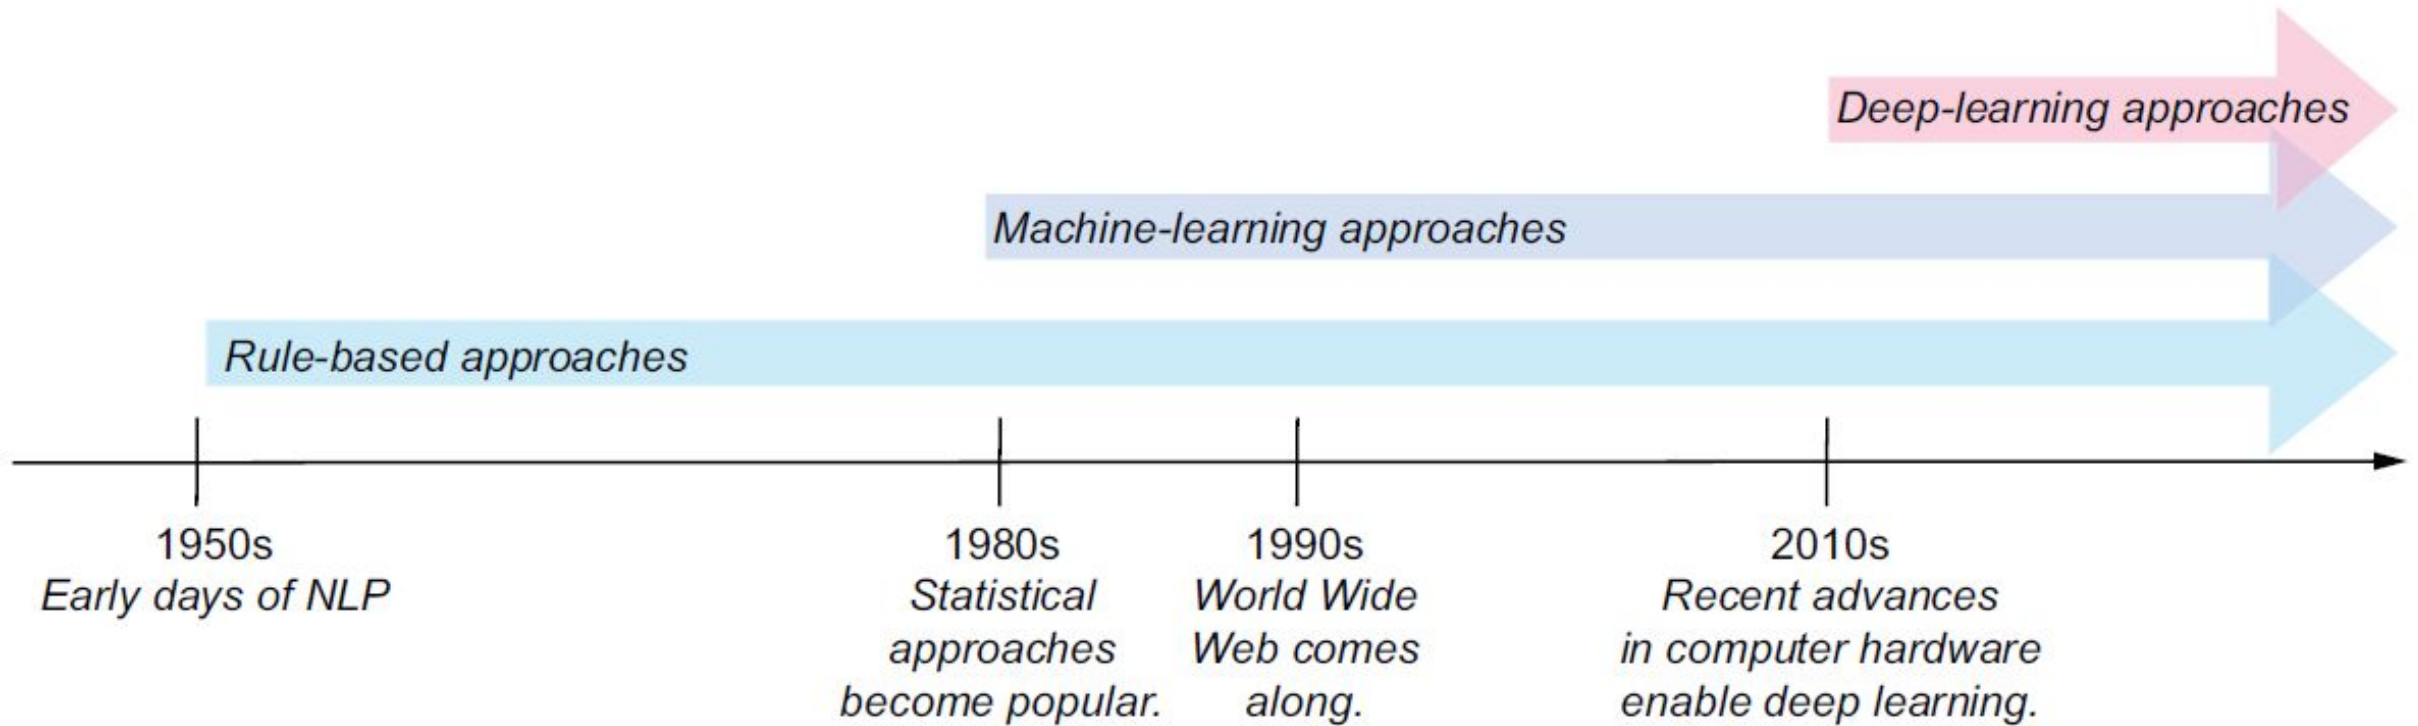 Deep-learning approaches
Machine-learning approaches
Rule-based approaches
1950s
Early days of NLP
1980s
Statistical
approaches
become popular.
1990s
World Wide
Web comes
along.
2010s
Recent advances
in computer hardware
enable deep learning.